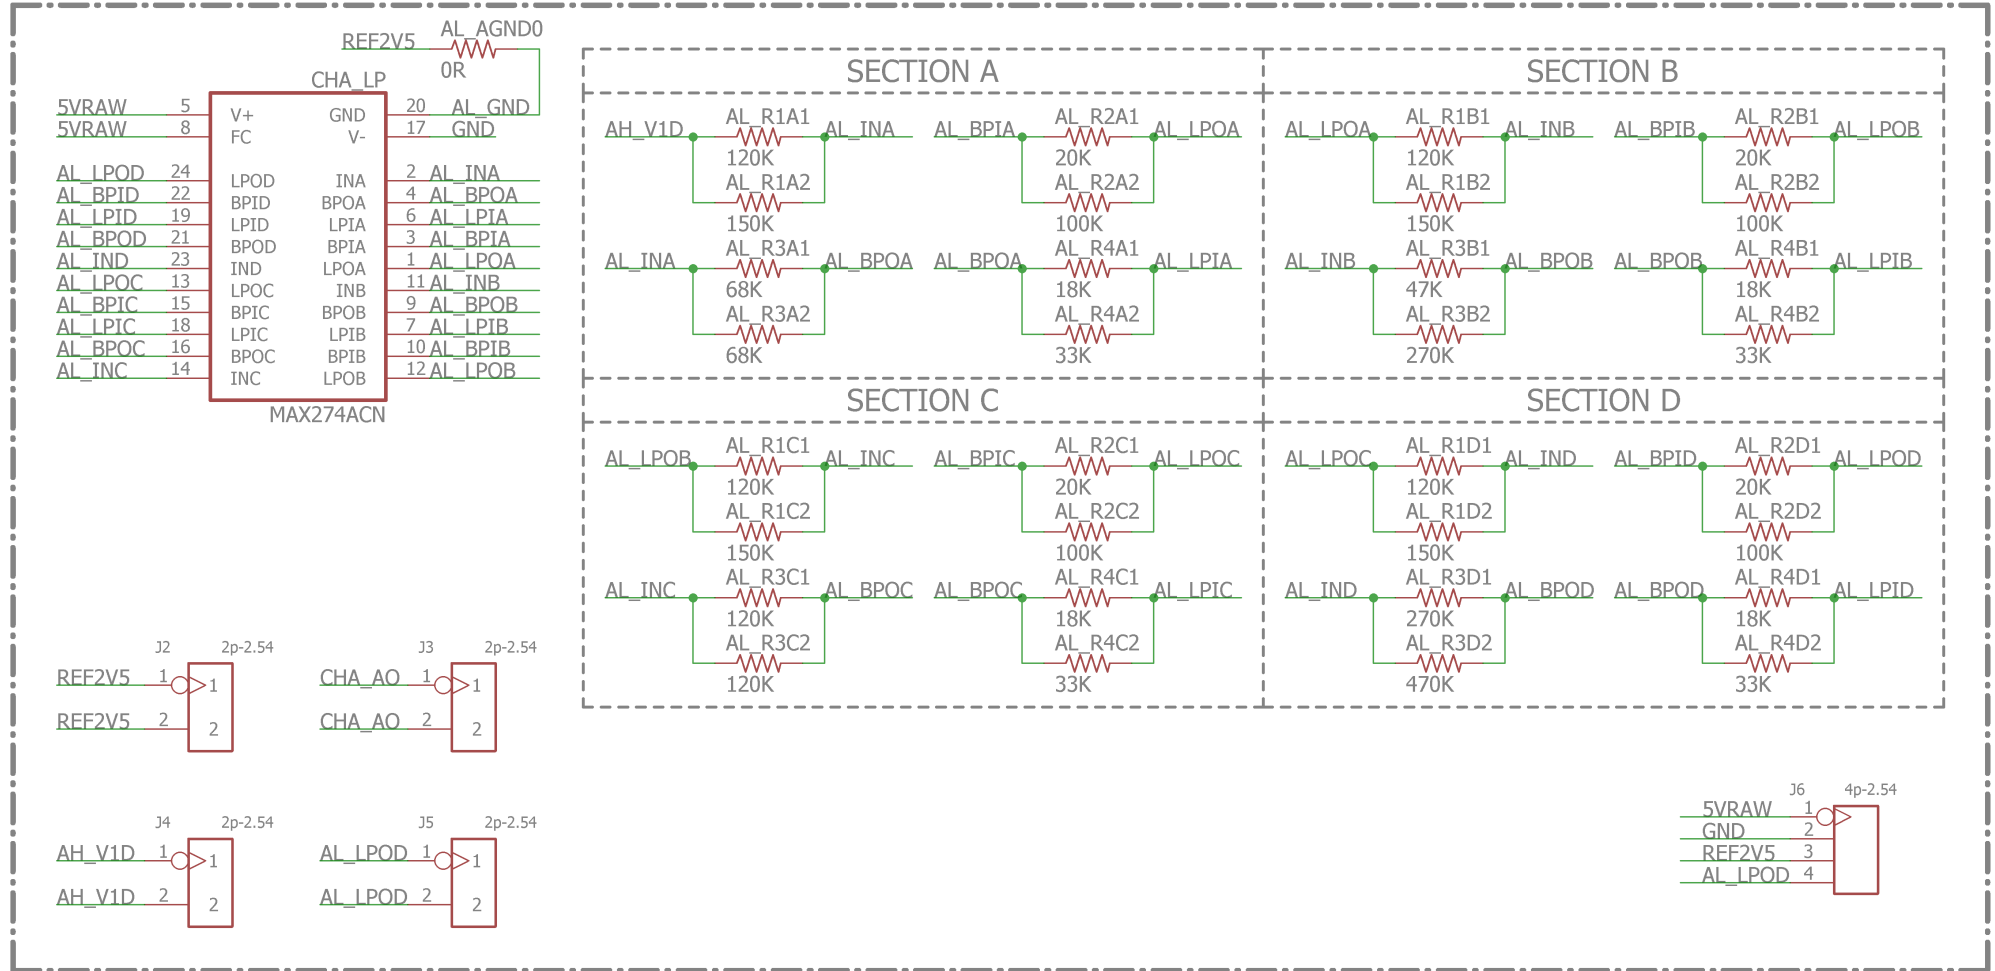 AL_AGND0
REF2V5
0R
CHA_LP
5VRAW 5 V+ GND 20 AL_GND
5VRAW 8 FC V- 17 GND
AL_LPOD 24 LPOD INA 2 AL_INA
AL_BPID 22 BPID BPOA 4 AL_BPOA
AL_LPID 19 LPID LPIA 6 AL_LPIA
AL_BPOD 21 BPOD BPIA 3 AL_BPIA
AL_IND 23 IND LPOA 1 AL_LPOA
AL_LPOC 13 LPOC INB 11 AL_INB
AL_BPIC 15 BPIC BPOB 9 AL_BPOB
AL_LPIC 18 LPIC LPIB 7 AL_LPIB
AL_BPOC 16 BPOC BPIB 10 AL_BPIB
AL_INC 14 INC LPOB 12 AL_LPOB
MAX274ACN
SECTION A
AL_R1A1 AL_R2A1
AH_V1D AL_INA AL_BPIA AL_LPOA
120K 20K
AL_R1A2 AL_R2A2
150K 100K
AL_R3A1 AL_R4A1
AL_INA AL_BPOA AL_BPOA AL_LPIA
68K 18K
AL_R3A2 AL_R4A2
68K 33K
SECTION B
AL_R1B1 AL_R2B1
AL_LPOA AL_INB AL_BPIB AL_LPOB
120K 20K
AL_R1B2 AL_R2B2
150K 100K
AL_R3B1 AL_R4B1
AL_INB AL_BPOB AL_BPOB AL_LPIB
47K 18K
AL_R3B2 AL_R4B2
270K 33K
SECTION C
AL_R1C1 AL_R2C1
AL_LPOB AL_INC AL_BPIC AL_LPOC
120K 20K
AL_R1C2 AL_R2C2
150K 100K
AL_R3C1 AL_R4C1
AL_INC AL_BPOC AL_BPOC AL_LPIC
120K 18K
AL_R3C2 AL_R4C2
120K 33K
SECTION D
AL_R1D1 AL_R2D1
AL_LPOC AL_IND AL_BPID AL_LPOD
120K 20K
AL_R1D2 AL_R2D2
150K 100K
AL_R3D1 AL_R4D1
AL_IND AL_BPOD AL_BPOD AL_LPID
270K 18K
AL_R3D2 AL_R4D2
470K 33K
J2 2p-2.54
REF2V5 1 1
REF2V5 2 2
J3 2p-2.54
CHA_AO 1 1
CHA_AO 2 2
J4 2p-2.54
AH_V1D 1 1
AH_V1D 2 2
J5 2p-2.54
AL_LPOD 1 1
AL_LPOD 2 2
J6 4p-2.54
5VRAW 1
GND 2
REF2V5 3
AL_LPOD 4